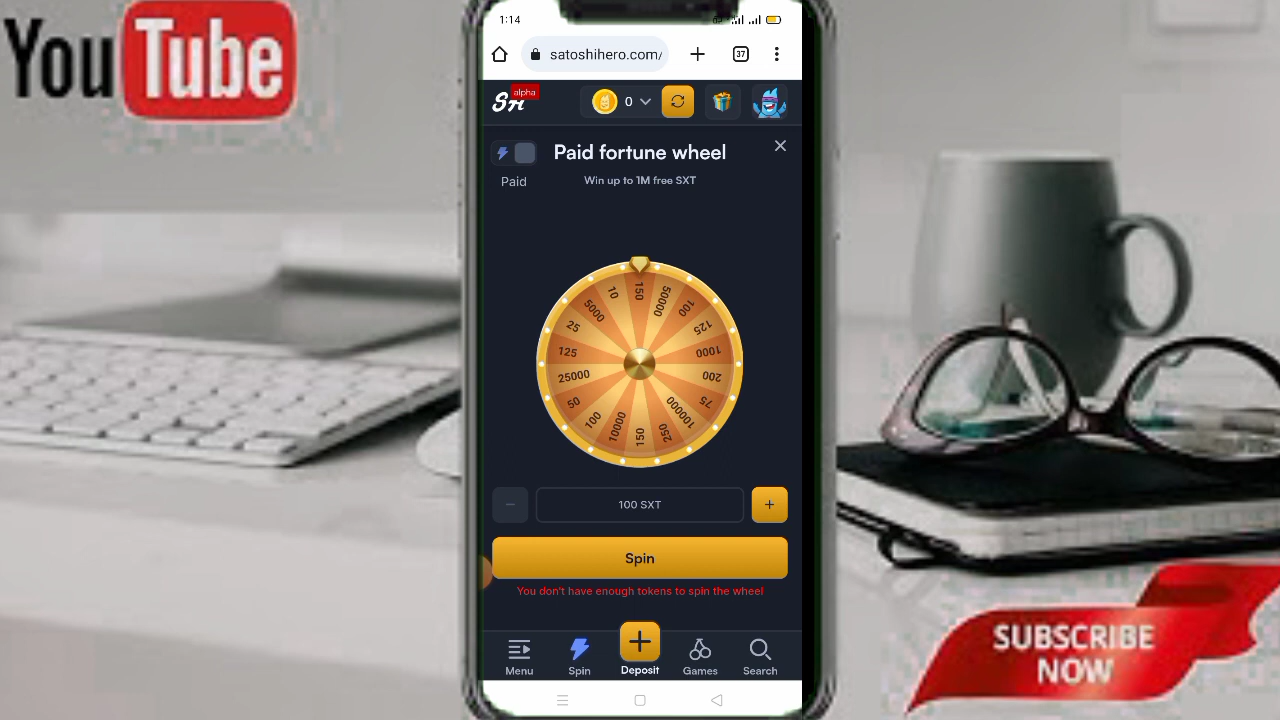 YouTube
1:14
satoshihero.com/
37
SH
alpha
0
Paid fortune wheel
Paid
Win up to 1M free SXT
150
50000
100
125
1000
200
75
100000
250
150
10000
100
50
25000
125
25
5000
10
100 SXT
Spin
You don't have enough tokens to spin the wheel
Menu
Spin
Deposit
Games
Search
SUBSCRIBE
NOW